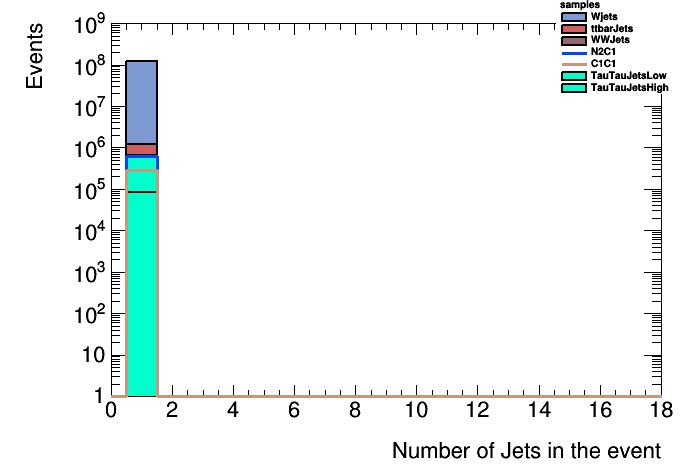 samples
Wjets
ttbarJets
WWJets
N2C1
C1C1
TauTauJetsLow
TauTauJetsHigh
Events
10⁹
10⁸
10⁷
10⁶
10⁵
10⁴
10³
10²
10
1
0 2 4 6 8 10 12 14 16 18
Number of Jets in the event